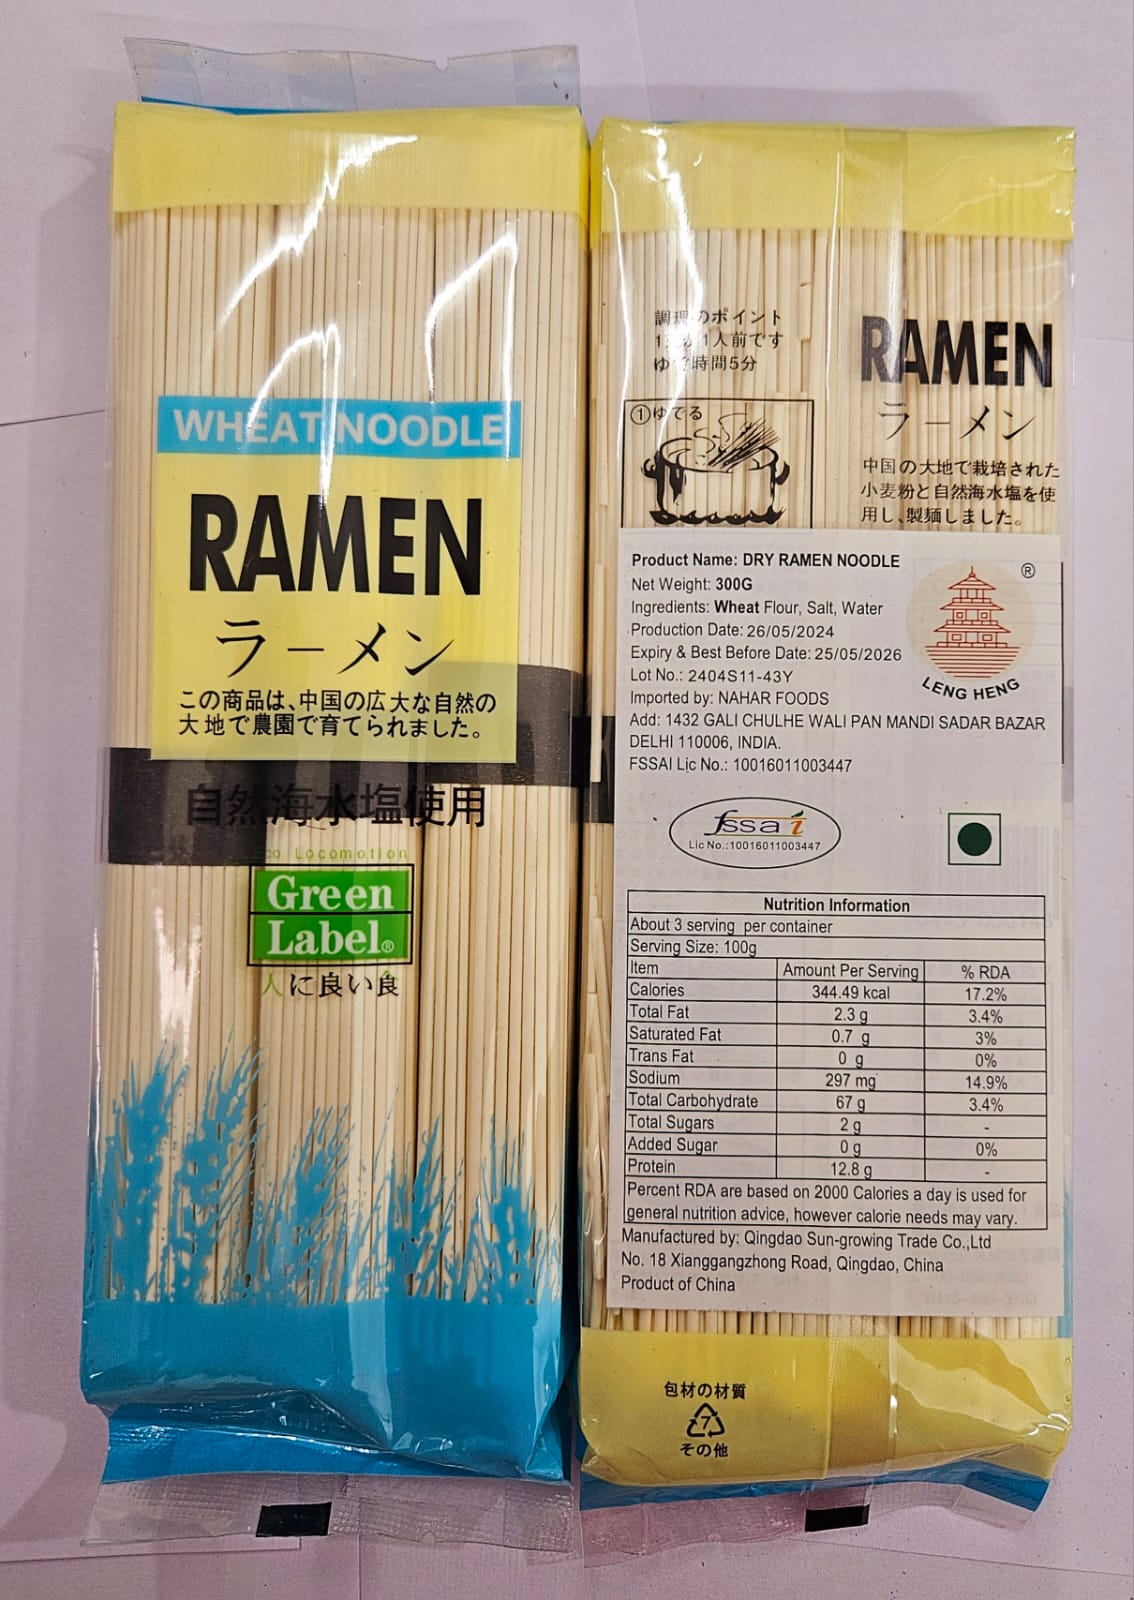 WHEAT NOODLE
RAMEN
ラーメン
この商品は、中国の広大な自然の
大地で農園で育てられました。
自然海水塩使用
Eco Locomotion
Green
Label®
人に良い食
調理のポイント
1人前です
ゆで時間5分
①ゆでる
RAMEN
ラーメン
中国の大地で栽培された
小麦粉と自然海水塩を使
用し、製麺しました。
Product Name: DRY RAMEN NOODLE
Net Weight: 300G
Ingredients: Wheat Flour, Salt, Water
Production Date: 26/05/2024
Expiry & Best Before Date: 25/05/2026
Lot No.: 2404S11-43Y
Imported by: NAHAR FOODS
Add: 1432 GALI CHULHE WALI PAN MANDI SADAR BAZAR
DELHI 110006, INDIA.
FSSAI Lic No.: 10016011003447
®
LENG HENG
fssai
Lic No.:10016011003447
Nutrition Information
About 3 serving per container
Serving Size: 100g
Item Amount Per Serving % RDA
Calories 344.49 kcal 17.2%
Total Fat 2.3 g 3.4%
Saturated Fat 0.7 g 3%
Trans Fat 0 g 0%
Sodium 297 mg 14.9%
Total Carbohydrate 67 g 3.4%
Total Sugars 2 g -
Added Sugar 0 g 0%
Protein 12.8 g -
Percent RDA are based on 2000 Calories a day is used for
general nutrition advice, however calorie needs may vary.
Manufactured by: Qingdao Sun-growing Trade Co.,Ltd
No. 18 Xianggangzhong Road, Qingdao, China
Product of China
包材の材質
7
その他